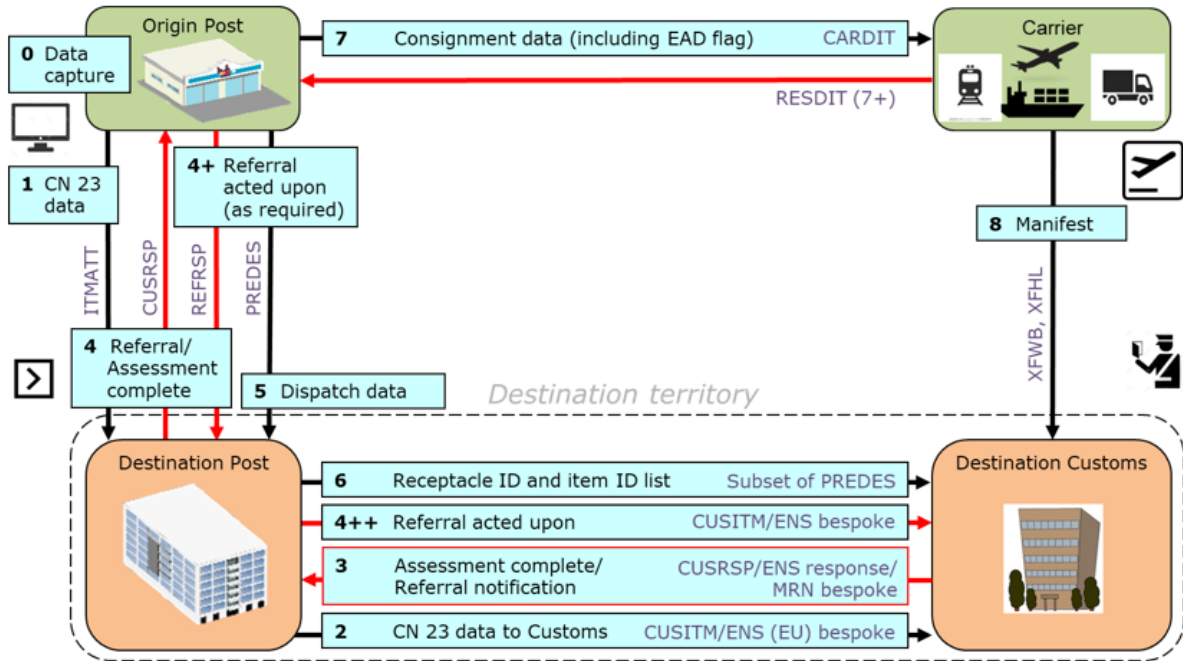 Origin Post
0 Data
capture
7 Consignment data (including EAD flag) CARDIT
RESDIT (7+)
Carrier
1 CN 23
data
4+ Referral
acted upon
(as required)
8 Manifest
ITMATT
CUSRSP
REFRSP
PREDES
XFWB, XFHL
4 Referral/
Assessment
complete
5 Dispatch data
Destination territory
Destination Post
Destination Customs
6 Receptacle ID and item ID list Subset of PREDES
4++ Referral acted upon CUSITM/ENS bespoke
3 Assessment complete/ CUSRSP/ENS response/
Referral notification MRN bespoke
2 CN 23 data to Customs CUSITM/ENS (EU) bespoke